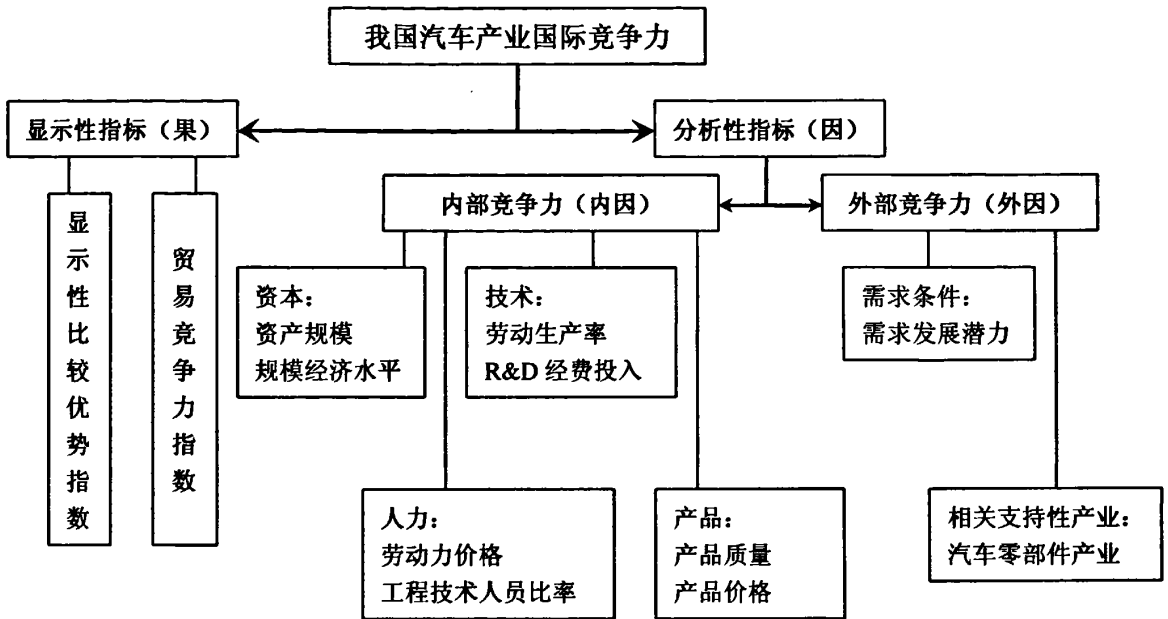 我国汽车产业国际竞争力
显示性指标（果）
分析性指标（因）
显示性比较优势指数
贸易竞争力指数
内部竞争力（内因）
外部竞争力（外因）
资本：
资产规模
规模经济水平
技术：
劳动生产率
R&D 经费投入
需求条件：
需求发展潜力
人力：
劳动力价格
工程技术人员比率
产品：
产品质量
产品价格
相关支持性产业：
汽车零部件产业